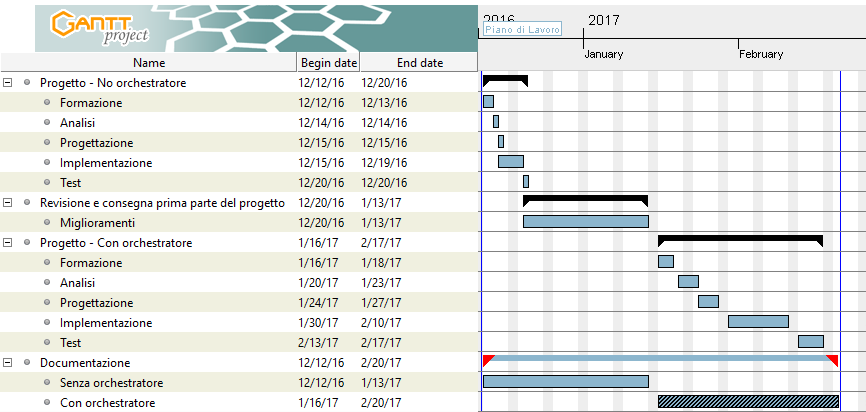 GANTT
project
2016
2017
Piano di Lavoro
January
February
Name Begin date End date
Progetto - No orchestratore 12/12/16 12/20/16
Formazione 12/12/16 12/13/16
Analisi 12/14/16 12/14/16
Progettazione 12/15/16 12/15/16
Implementazione 12/15/16 12/19/16
Test 12/20/16 12/20/16
Revisione e consegna prima parte del progetto 12/20/16 1/13/17
Miglioramenti 12/20/16 1/13/17
Progetto - Con orchestratore 1/16/17 2/17/17
Formazione 1/16/17 1/18/17
Analisi 1/20/17 1/23/17
Progettazione 1/24/17 1/27/17
Implementazione 1/30/17 2/10/17
Test 2/13/17 2/17/17
Documentazione 12/12/16 2/20/17
Senza orchestratore 12/12/16 1/13/17
Con orchestratore 1/16/17 2/20/17